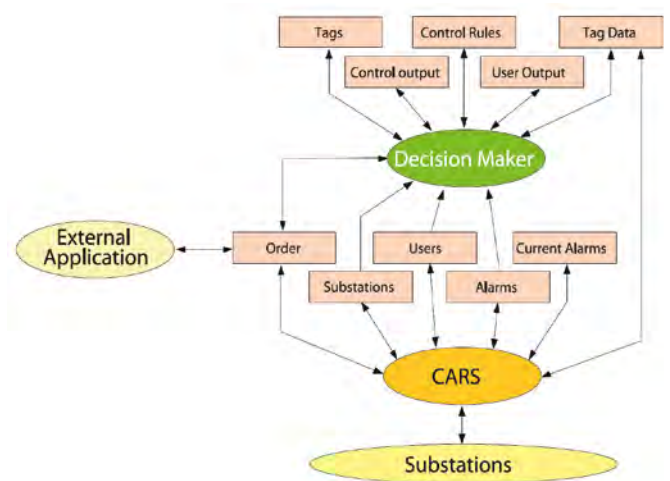 Tags
Control Rules
Tag Data
Control output
User Output
Decision Maker
External
Application
Order
Users
Current Alarms
Substations
Alarms
CARS
Substations